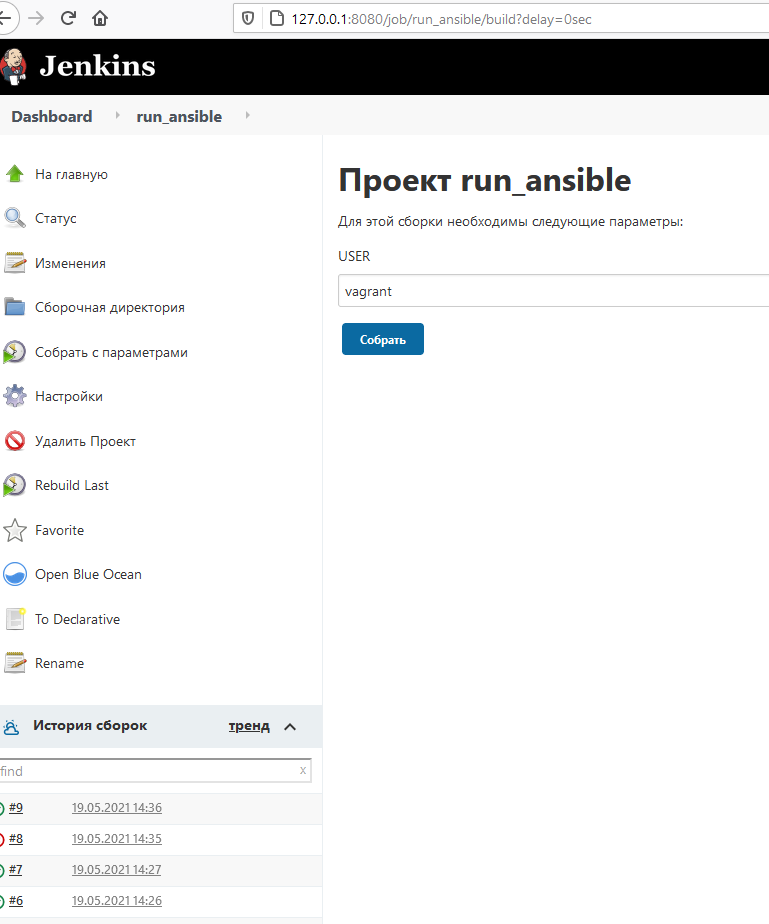 127.0.0.1:8080/job/run_ansible/build?delay=0sec
Jenkins
Dashboard run_ansible
На главную
Статус
Изменения
Сборочная директория
Собрать с параметрами
Настройки
Удалить Проект
Rebuild Last
Favorite
Open Blue Ocean
To Declarative
Rename
История сборок тренд
find x
#9 19.05.2021 14:36
#8 19.05.2021 14:35
#7 19.05.2021 14:27
#6 19.05.2021 14:26
Проект run_ansible
Для этой сборки необходимы следующие параметры:
USER
vagrant
Собрать